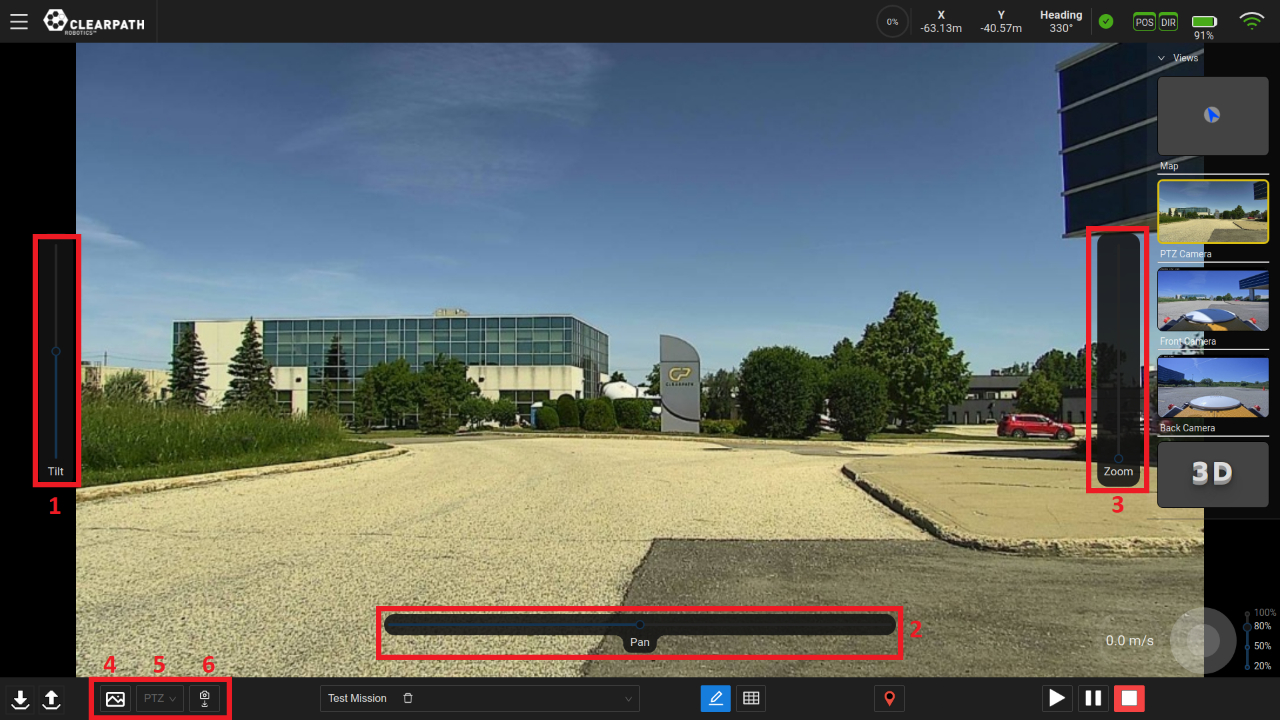 CLEARPATH
ROBOTICS™
0%
X
-63.13m
Y
-40.57m
Heading
330°
POS
DIR
91%
Views
Map
PTZ Camera
Front Camera
Back Camera
3D
CLEARPATH
Tilt
1
Zoom
3
Pan
2
0.0 m/s
100%
80%
50%
20%
4
5
6
PTZ
Test Mission